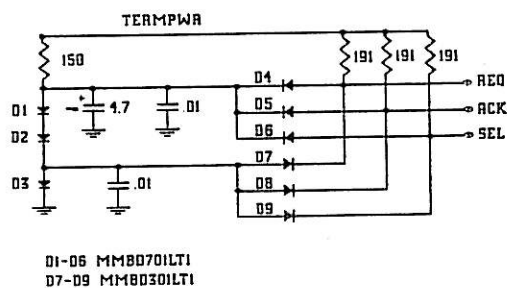 TERMPWR
150
191 191 191
D4 REQ
D1 + 4.7 .01 D5 ACK
D2 D6 SEL
D7
D3 .01 D8
D9
D1-D6 MMBD701LT1
D7-D9 MMBD301LT1